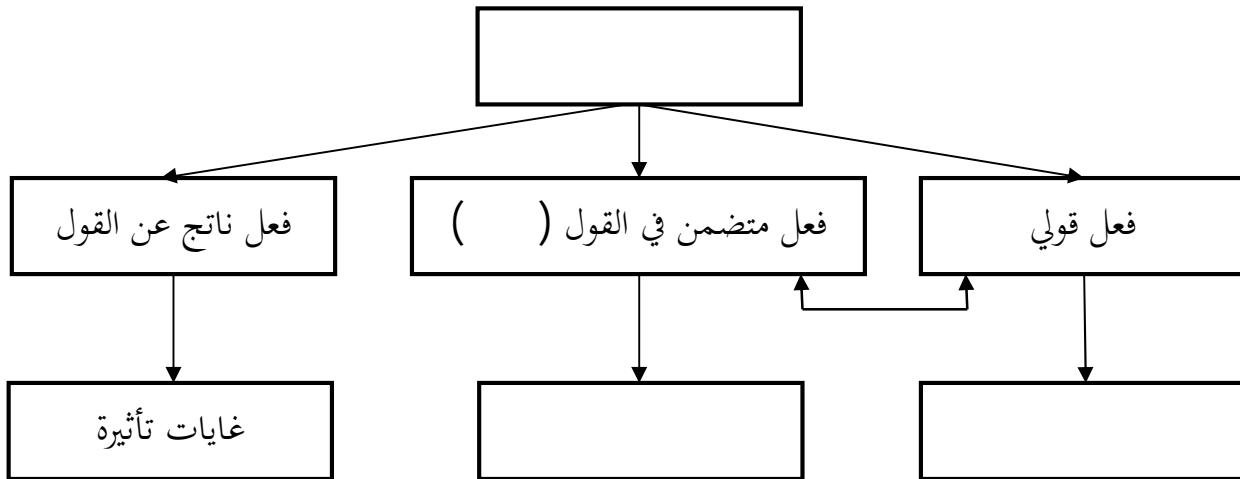 فعل قولي
فعل متضمن في القول (      )
فعل ناتج عن القول
غايات تأثيرة